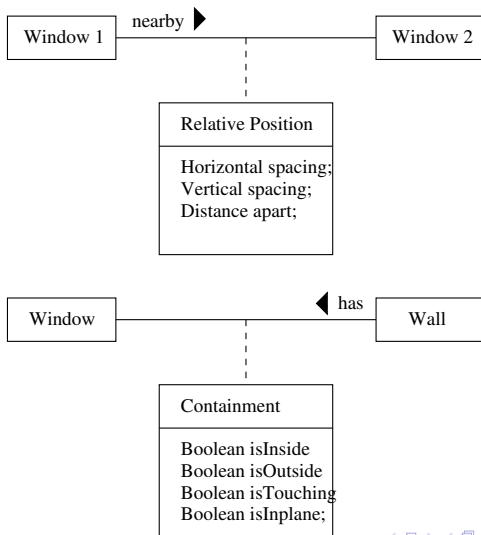 nearby
Window 1
Window 2
Relative Position
Horizontal spacing;
Vertical spacing;
Distance apart;
has
Window
Wall
Containment
Boolean isInside
Boolean isOutside
Boolean isTouching
Boolean isInplane;